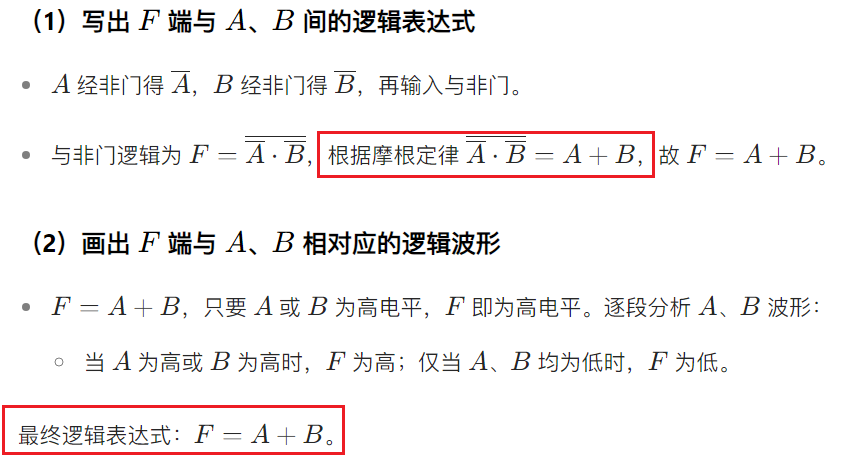 （1）写出 F 端与 A、B 间的逻辑表达式
• A 经非门得 A̅，B 经非门得 B̅，再输入与非门。
• 与非门逻辑为 F = \overline{\overline{A} · \overline{B}}，根据摩根定律 \overline{\overline{A} · \overline{B}} = A + B，故 F = A + B。
（2）画出 F 端与 A、B 相对应的逻辑波形
• F = A + B，只要 A 或 B 为高电平，F 即为高电平。逐段分析 A、B 波形：
○ 当 A 为高或 B 为高时，F 为高；仅当 A、B 均为低时，F 为低。
最终逻辑表达式：F = A + B。